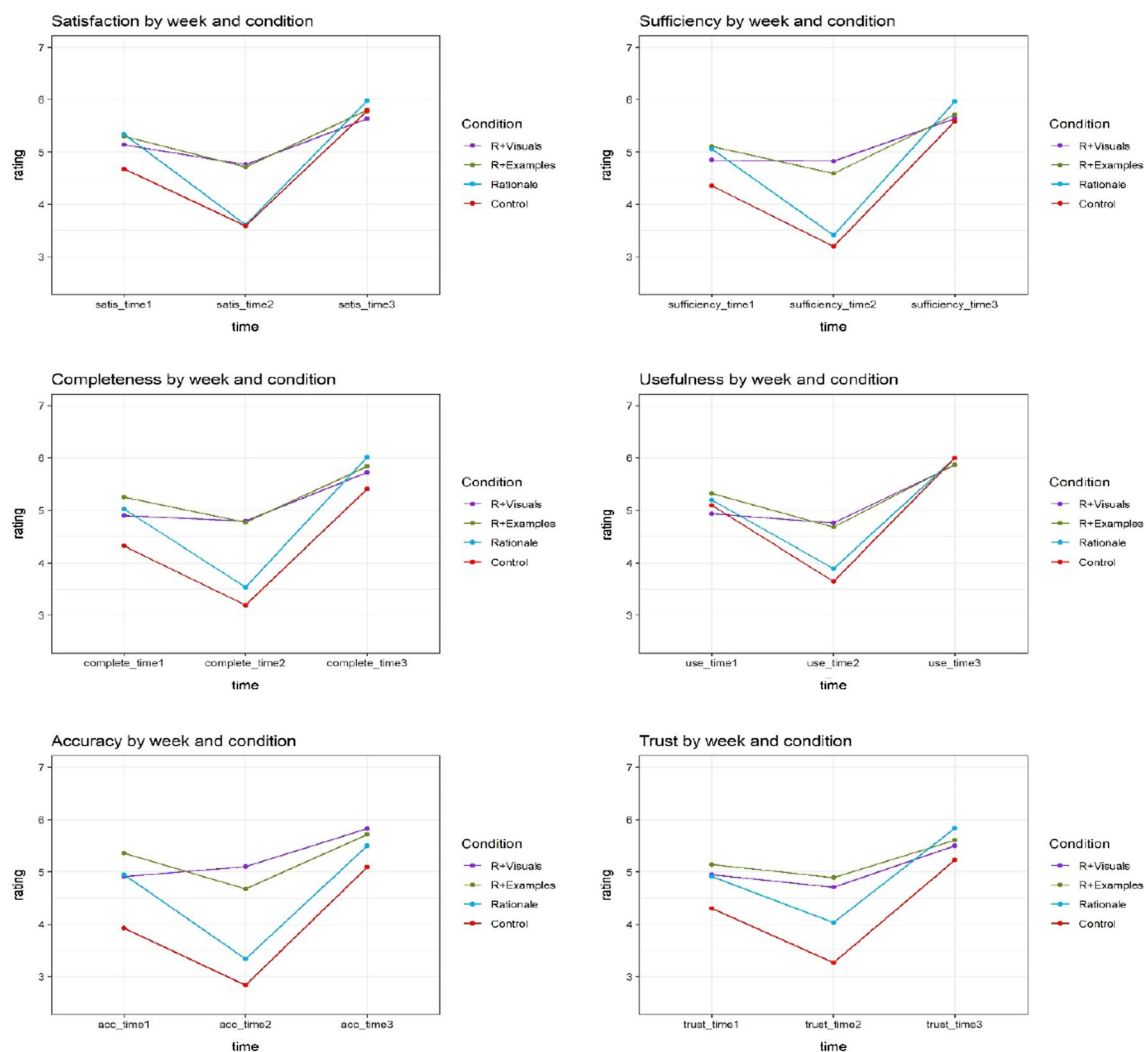 Satisfaction by week and condition
7
6
5
4
3
rating
satis_time1 satis_time2 satis_time3
time
Condition
R+Visuals
R+Examples
Rationale
Control
Sufficiency by week and condition
7
6
5
4
3
rating
sufficiency_time1 sufficiency_time2 sufficiency_time3
time
Condition
R+Visuals
R+Examples
Rationale
Control
Completeness by week and condition
7
6
5
4
3
rating
complete_time1 complete_time2 complete_time3
time
Condition
R+Visuals
R+Examples
Rationale
Control
Usefulness by week and condition
7
6
5
4
3
rating
use_time1 use_time2 use_time3
time
Condition
R+Visuals
R+Examples
Rationale
Control
Accuracy by week and condition
7
6
5
4
3
rating
acc_time1 acc_time2 acc_time3
time
Condition
R+Visuals
R+Examples
Rationale
Control
Trust by week and condition
7
6
5
4
3
rating
trust_time1 trust_time2 trust_time3
time
Condition
R+Visuals
R+Examples
Rationale
Control